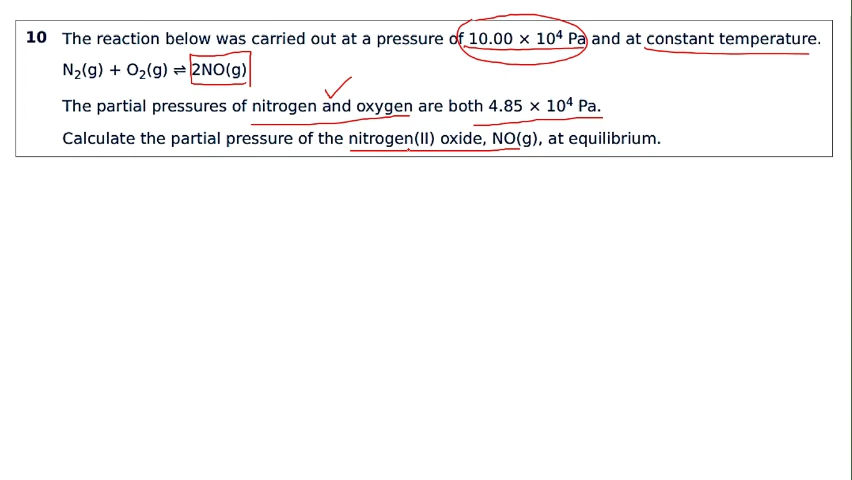 10 The reaction below was carried out at a pressure of 10.00 × 10⁴ Pa and at constant temperature.
N₂(g) + O₂(g) ⇌ 2NO(g)
The partial pressures of nitrogen and oxygen are both 4.85 × 10⁴ Pa.
Calculate the partial pressure of the nitrogen(II) oxide, NO(g), at equilibrium.